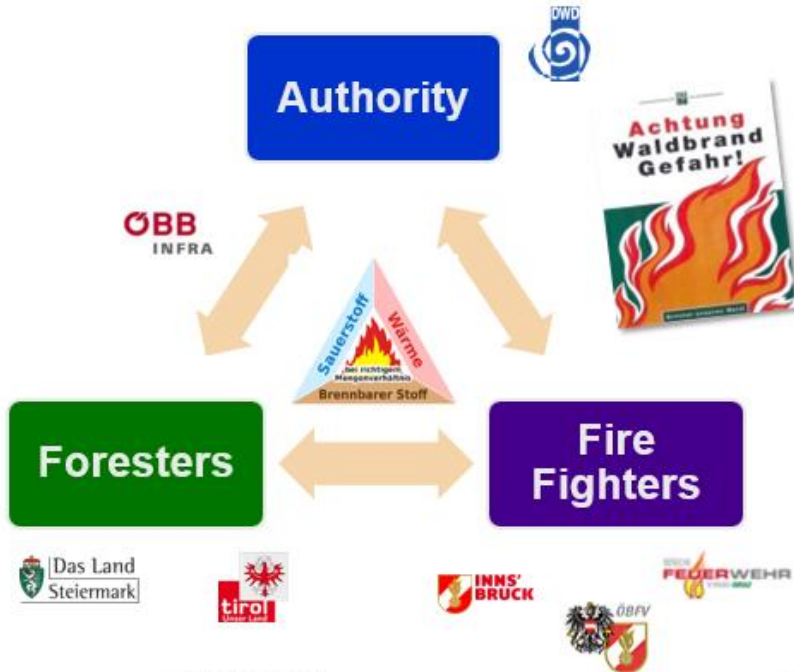 DWD
Authority
Achtung
Waldbrand
Gefahr!
ÖBB
INFRA
Sauerstoff
Wärme
bei richtigem
Mengenverhältnis
Brennbarer Stoff
Foresters
Fire
Fighters
Das Land
Steiermark
tirol
Unser Land
INNS'
BRUCK
FEUERWEHR
ÖBFV